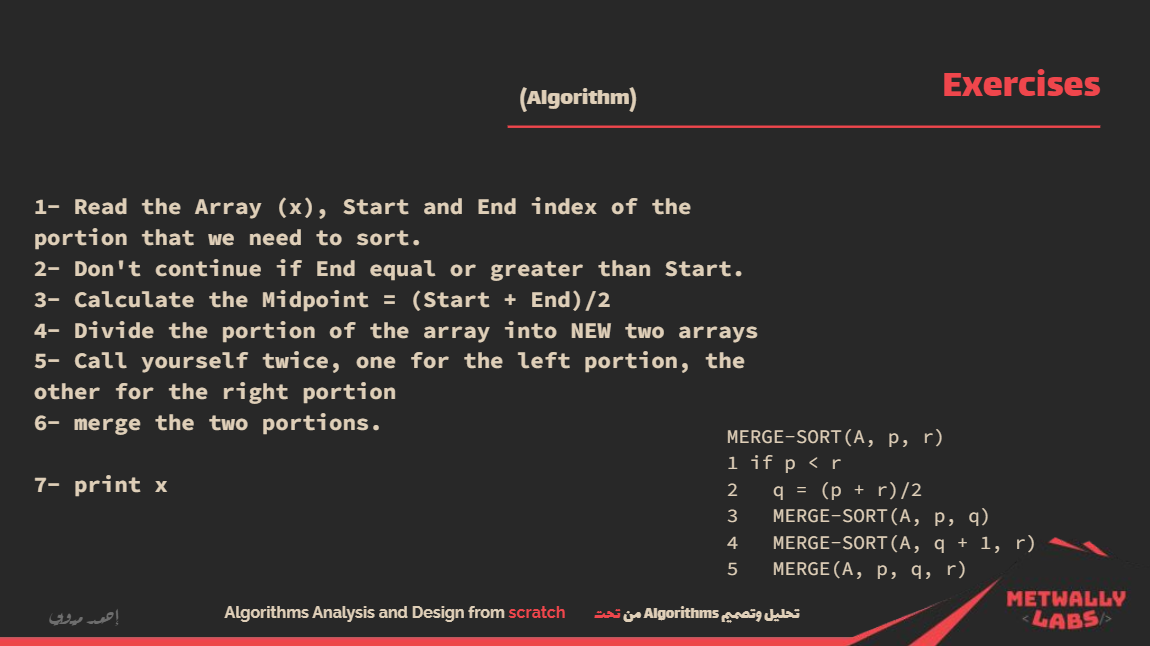 Exercises
(Algorithm)
1- Read the Array (x), Start and End index of the
portion that we need to sort.
2- Don't continue if End equal or greater than Start.
3- Calculate the Midpoint = (Start + End)/2
4- Divide the portion of the array into NEW two arrays
5- Call yourself twice, one for the left portion, the
other for the right portion
6- merge the two portions.
7- print x
MERGE-SORT(A, p, r)
1 if p < r
2 q = (p + r)/2
3 MERGE-SORT(A, p, q)
4 MERGE-SORT(A, q + 1, r)
5 MERGE(A, p, q, r)
Algorithms Analysis and Design from scratch
تحليل وتصميم Algorithms من تحت
METWALLY
<LABS/>